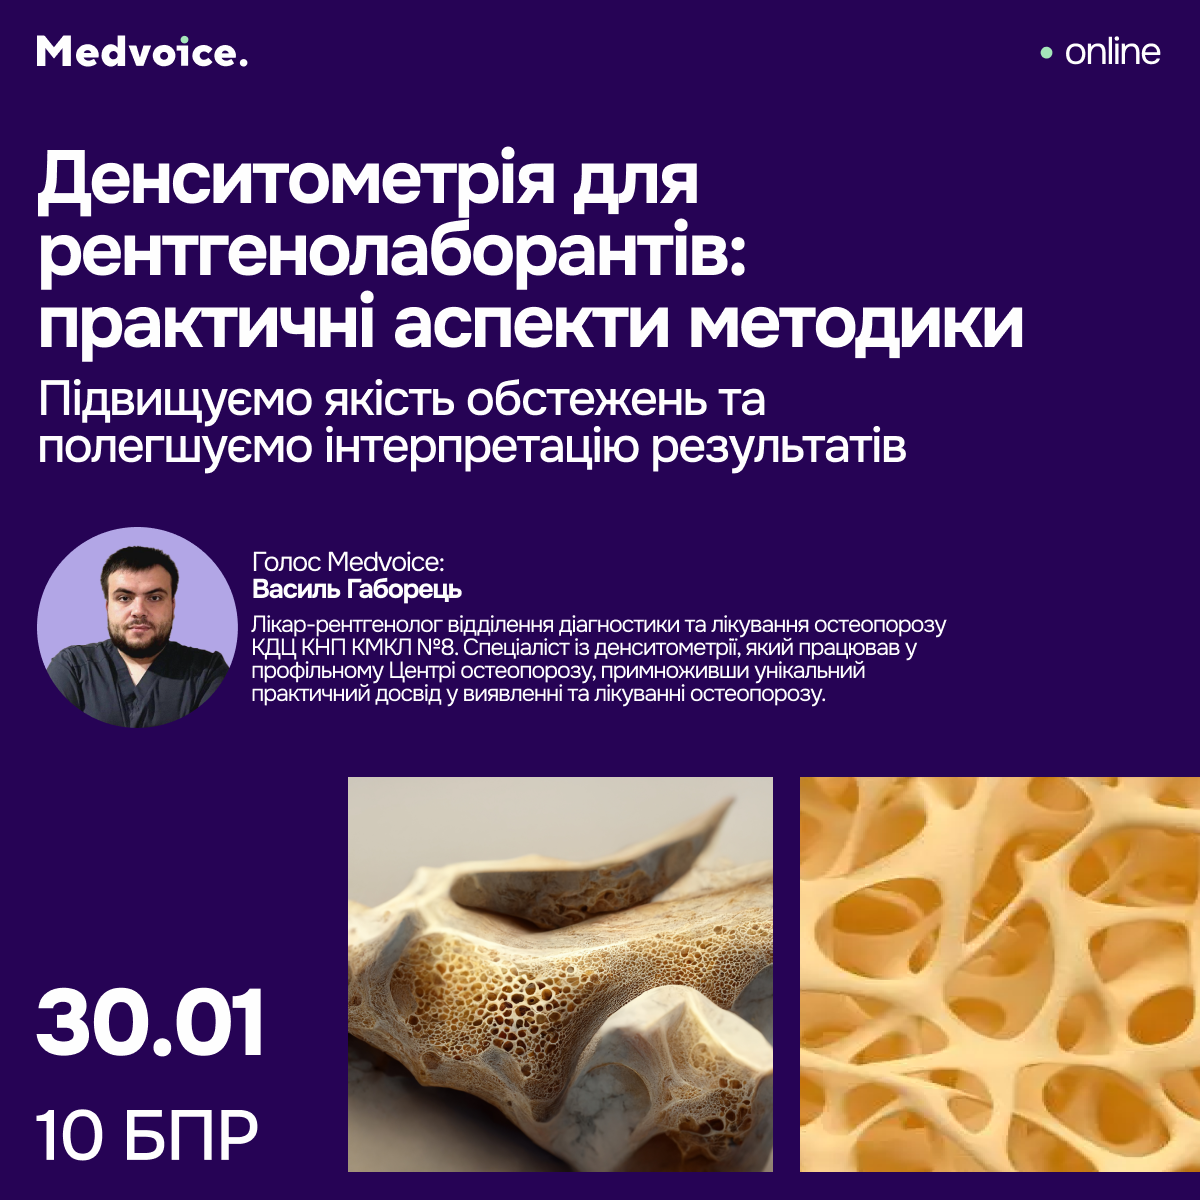 Medvoice.
online
Денситометрія для
рентгенолаборантів:
практичні аспекти методики
Підвищуємо якість обстежень та
полегшуємо інтерпретацію результатів
Голос Medvoice:
Василь Габорець
Лікар-рентгенолог відділення діагностики та лікування остеопорозу
КДЦ КНП КМКЛ №8. Спеціаліст із денситометрії, який працював у
профільному Центрі остеопорозу, примноживши унікальний
практичний досвід у виявленні та лікуванні остеопорозу.
30.01
10 БПР